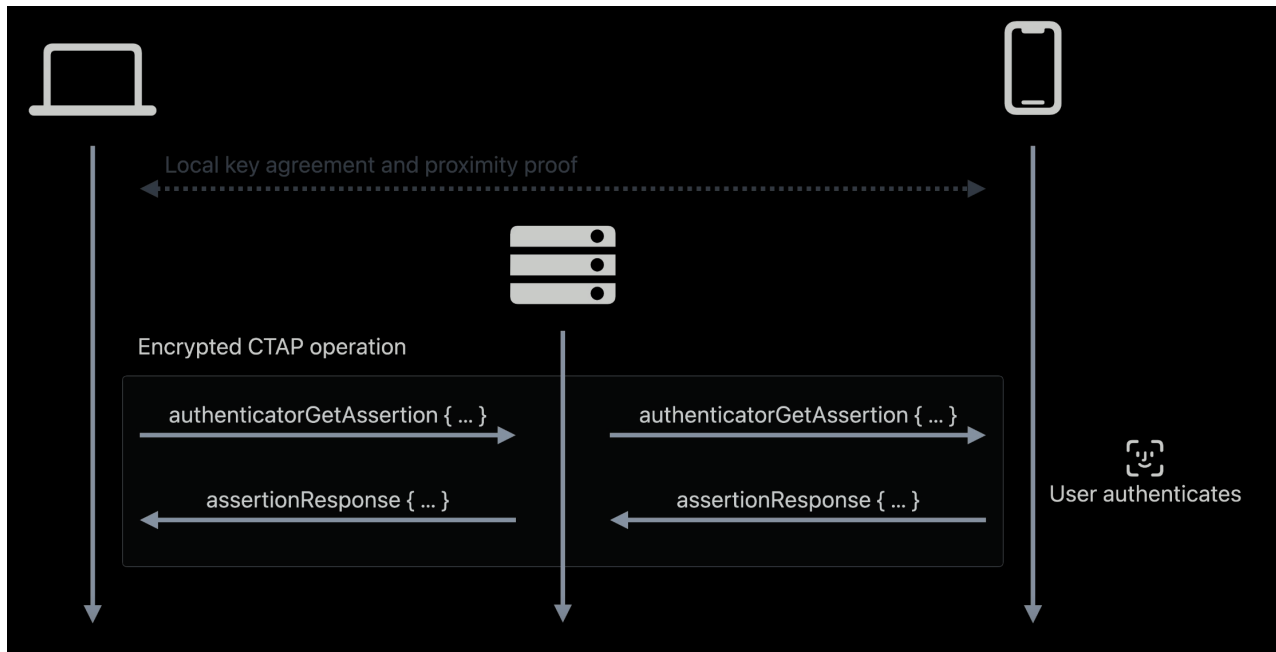 Local key agreement and proximity proof
Encrypted CTAP operation
authenticatorGetAssertion { ... }
authenticatorGetAssertion { ... }
assertionResponse { ... }
assertionResponse { ... }
User authenticates